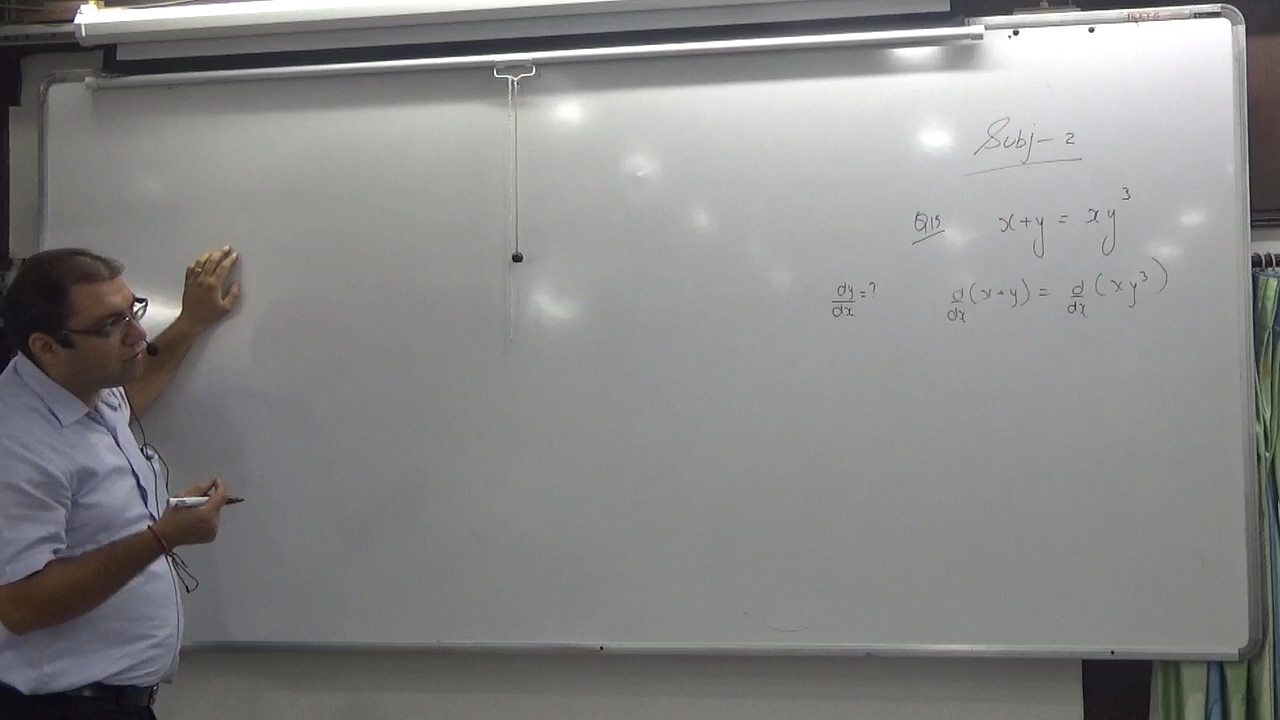 Subj-2
Q15 x+y = xy³
dy/dx=? d/dx(x+y) = d/dx(xy³)